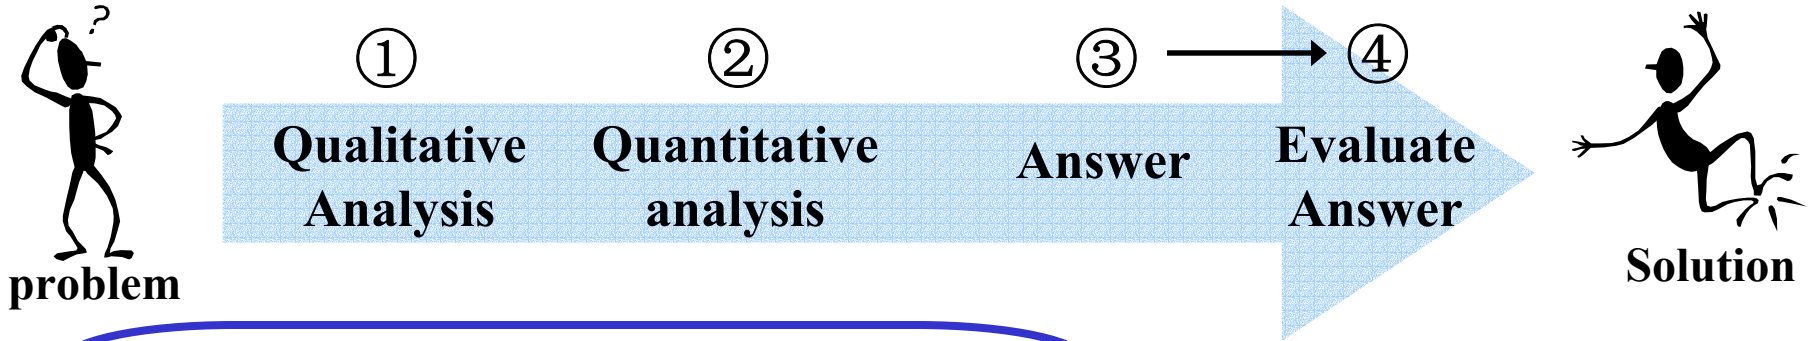 ?
① ② ③ ④
Qualitative Analysis
Quantitative analysis
Answer
Evaluate Answer
problem
Solution